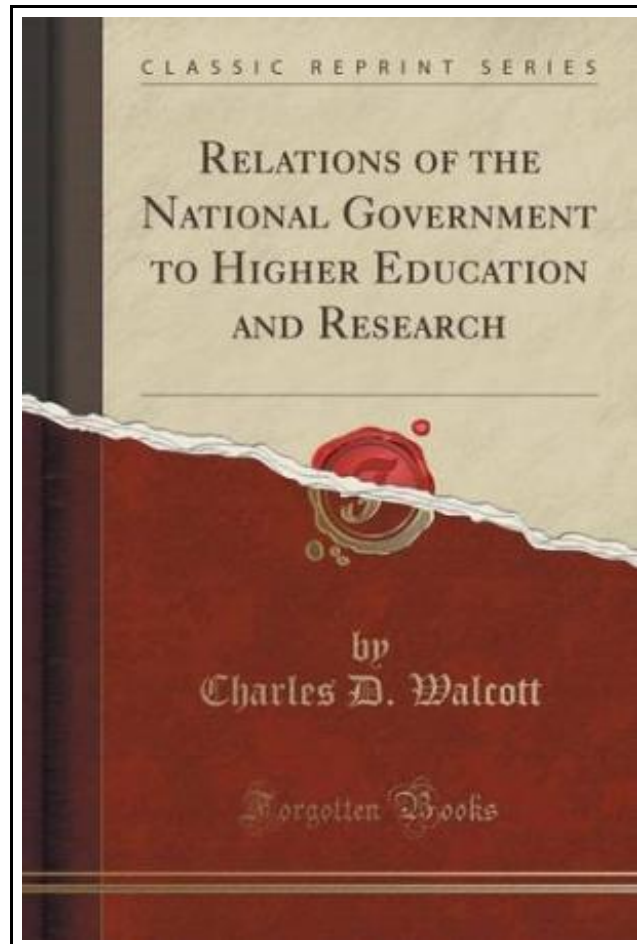 CLASSIC REPRINT SERIES
RELATIONS OF THE
NATIONAL GOVERNMENT
TO HIGHER EDUCATION
AND RESEARCH
by
Charles D. Walcott
Forgotten Books